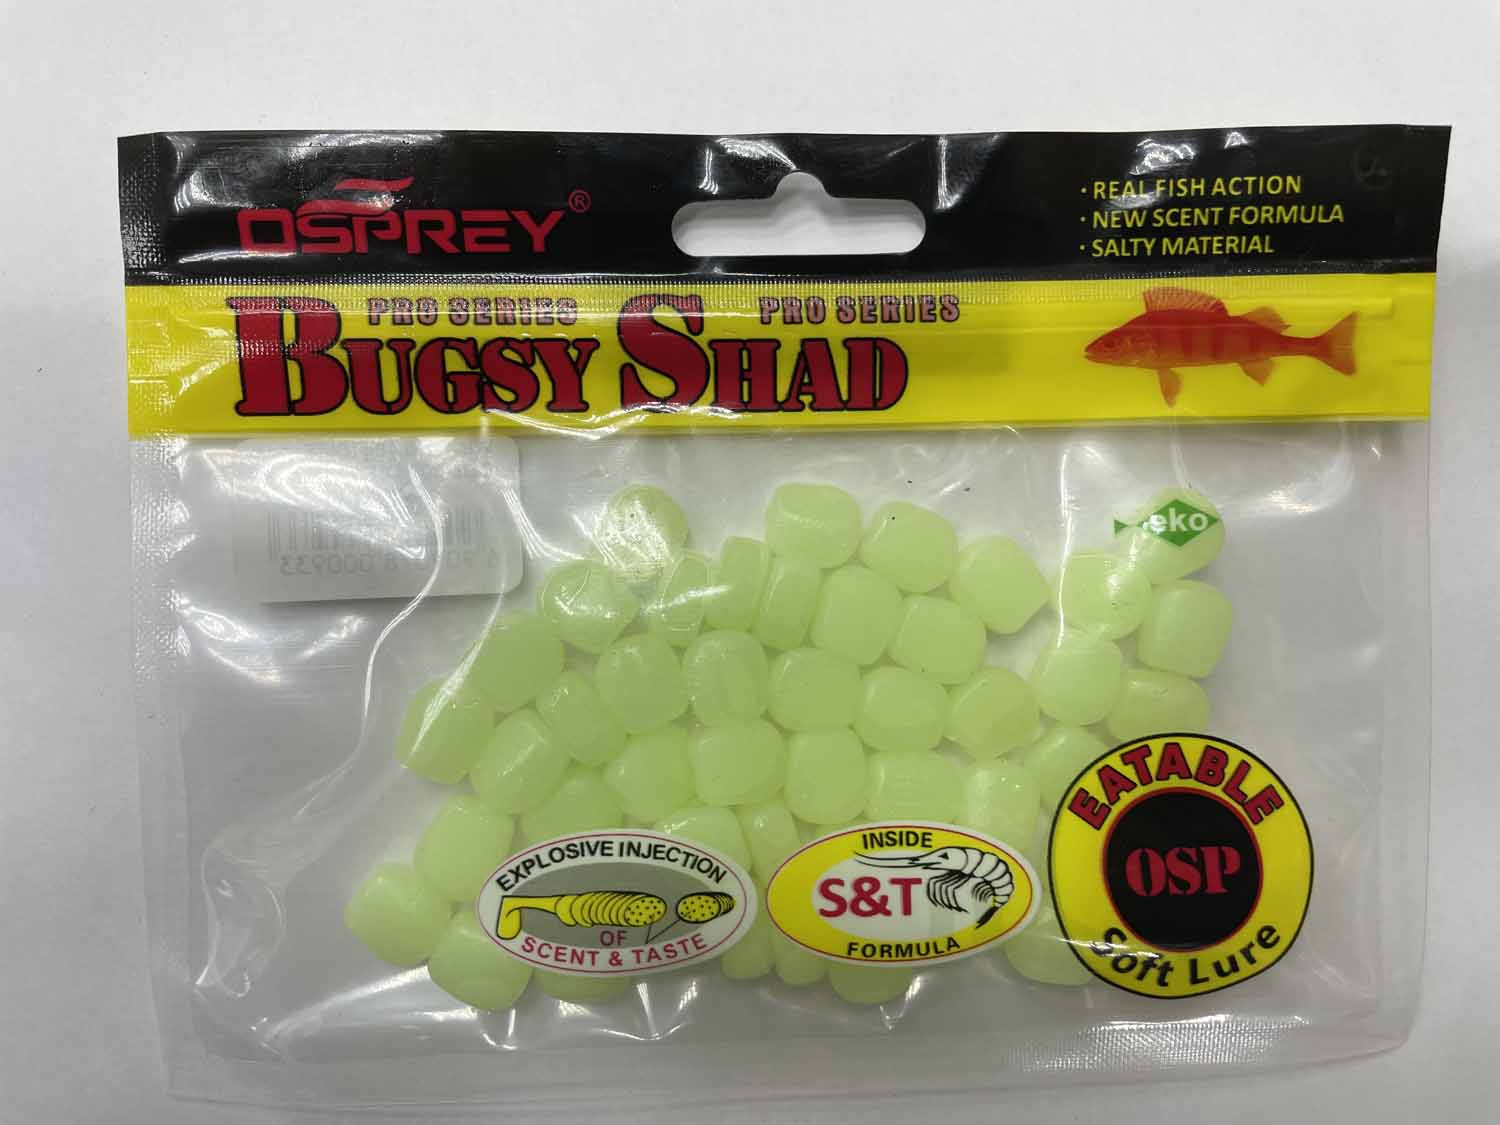 OSPREY®
· REAL FISH ACTION
· NEW SCENT FORMULA
· SALTY MATERIAL
PRO SERIES PRO SERIES
BUGSY SHAD
eko
EXPLOSIVE INJECTION
OF
SCENT & TASTE
INSIDE
S&T
FORMULA
EATABLE
OSP
Soft Lure